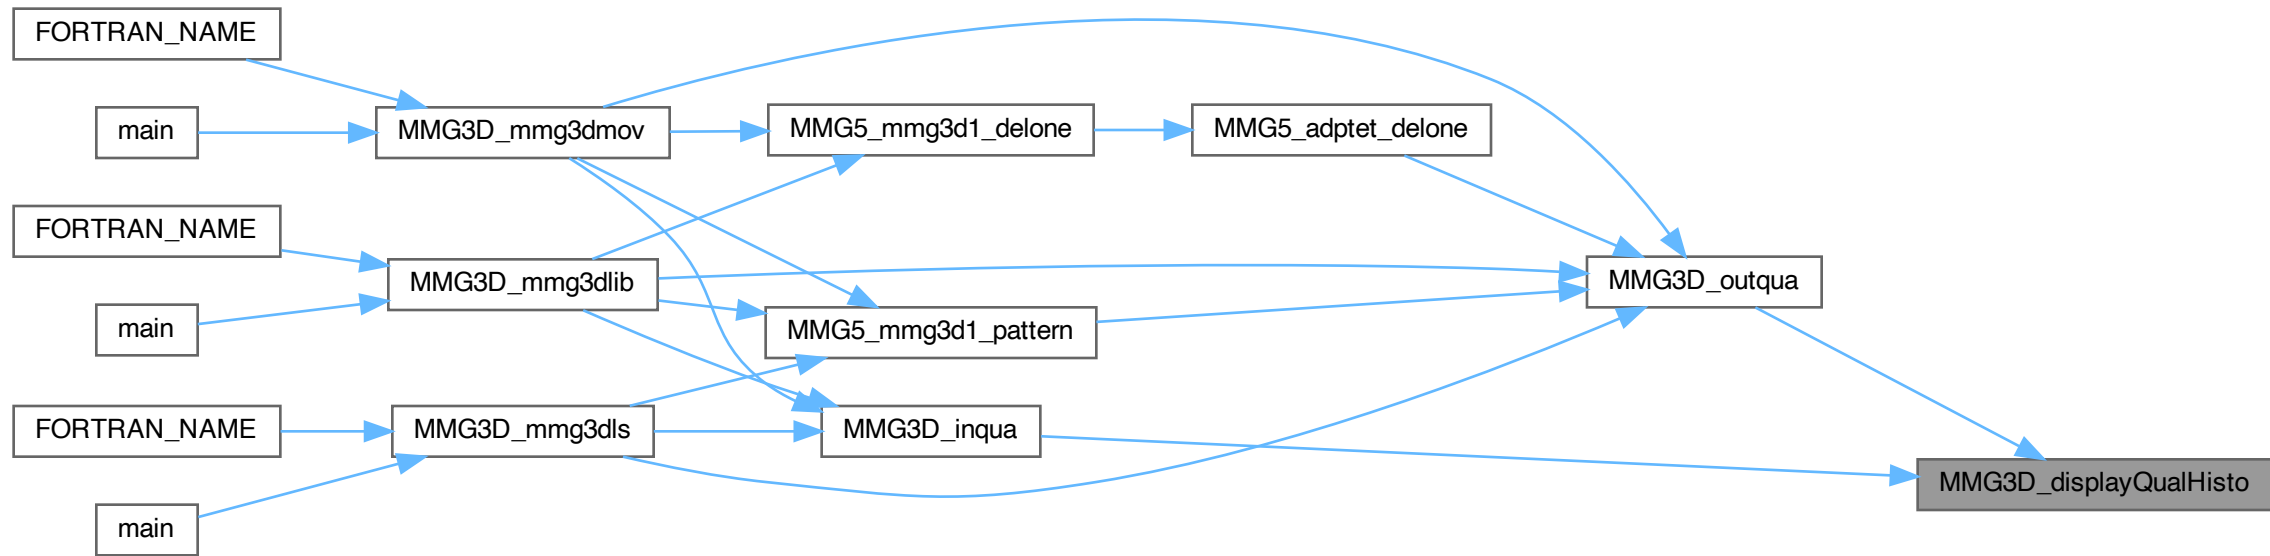 FORTRAN_NAME
main
MMG3D_mmg3dmov
MMG5_mmg3d1_delone
MMG5_adptet_delone
FORTRAN_NAME
main
MMG3D_mmg3dlib
MMG5_mmg3d1_pattern
MMG3D_outqua
FORTRAN_NAME
main
MMG3D_mmg3dls
MMG3D_inqua
MMG3D_displayQualHisto